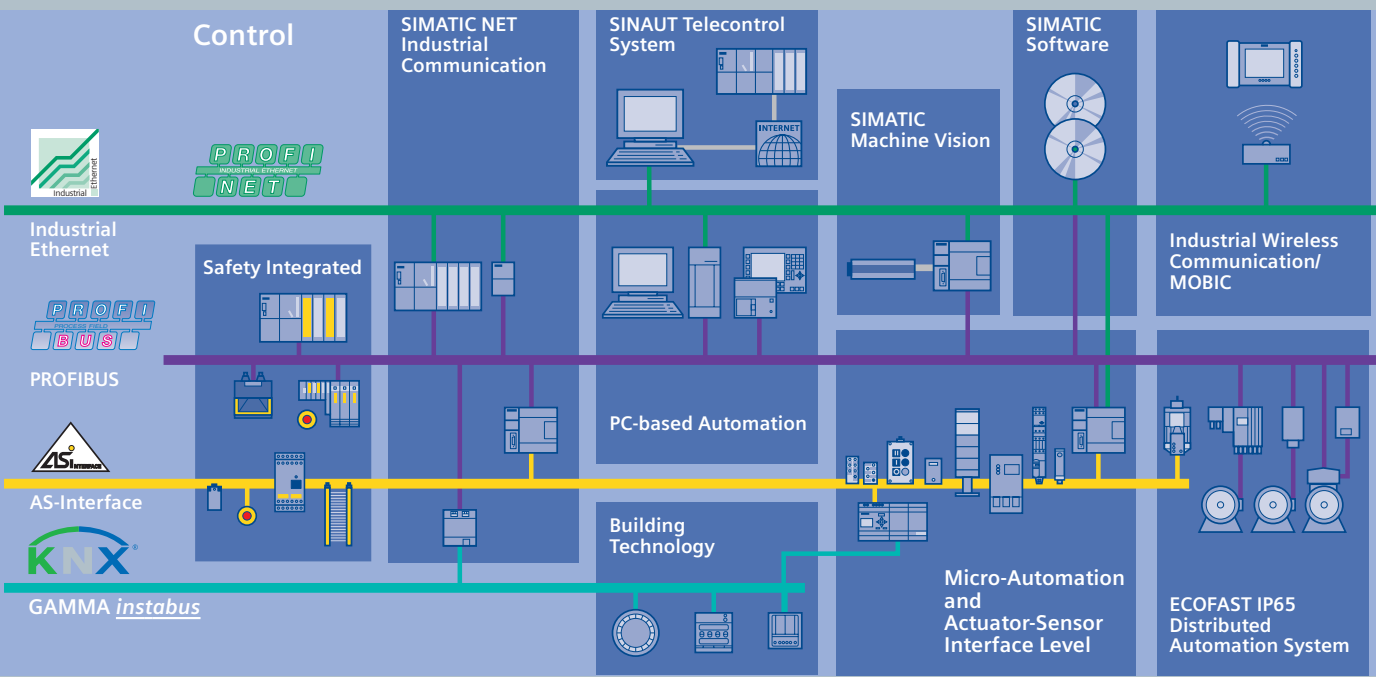 Control
SIMATIC NET
Industrial
Communication
SINAUT Telecontrol
System
INTERNET
SIMATIC
Machine Vision
SIMATIC
Software
Industrial
Ethernet
PROFI
INDUSTRIAL ETHERNET
NET
Industrial
Ethernet
Safety Integrated
Industrial Wireless
Communication/
MOBIC
PROFI
PROCESS FIELD
BUS
PROFIBUS
PC-based Automation
ASi
INTERFACE
AS-Interface
Building
Technology
KNX®
GAMMA instabus
Micro-Automation
and
Actuator-Sensor
Interface Level
ECOFAST IP65
Distributed
Automation System